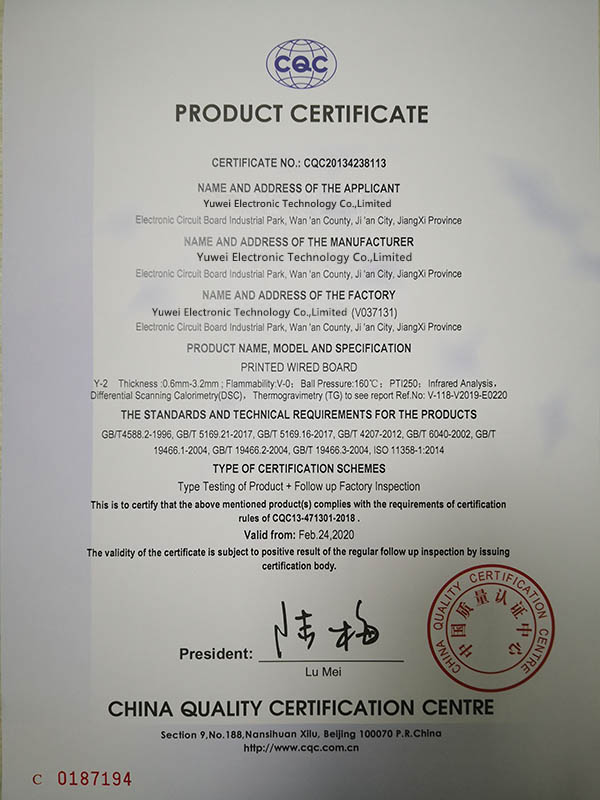 CQC
PRODUCT CERTIFICATE
CERTIFICATE NO.: CQC20134238113
NAME AND ADDRESS OF THE APPLICANT
Yuwei Electronic Technology Co.,Limited
Electronic Circuit Board Industrial Park, Wan 'an County, Ji 'an City, JiangXi Province
NAME AND ADDRESS OF THE MANUFACTURER
Yuwei Electronic Technology Co.,Limited
Electronic Circuit Board Industrial Park, Wan 'an County, Ji 'an City, JiangXi Province
NAME AND ADDRESS OF THE FACTORY
Yuwei Electronic Technology Co.,Limited (V037131)
Electronic Circuit Board Industrial Park, Wan 'an County, Ji 'an City, JiangXi Province
PRODUCT NAME, MODEL AND SPECIFICATION
PRINTED WIRED BOARD
Y-2 Thickness :0.6mm-3.2mm ; Flammability:V-0; Ball Pressure:160℃; PTI250; Infrared Analysis,
Differential Scanning Calorimetry(DSC), Thermogravimetry (TG) to see report Ref.No: V-118-V2019-E0220
THE STANDARDS AND TECHNICAL REQUIREMENTS FOR THE PRODUCTS
GB/T4588.2-1996, GB/T 5169.21-2017, GB/T 5169.16-2017, GB/T 4207-2012, GB/T 6040-2002, GB/T
19466.1-2004, GB/T 19466.2-2004, GB/T 19466.3-2004, ISO 11358-1:2014
TYPE OF CERTIFICATION SCHEMES
Type Testing of Product + Follow up Factory Inspection
This is to certify that the above mentioned product(s) complies with the requirements of certification
rules of CQC13-471301-2018 .
Valid from: Feb.24,2020
The validity of the certificate is subject to positive result of the regular follow up inspection by issuing
certification body.
CHINA QUALITY CERTIFICATION CENTRE
中国质量认证中心
President: 陆梅
Lu Mei
CHINA QUALITY CERTIFICATION CENTRE
Section 9,No.188,Nansihuan Xilu, Beijing 100070 P.R.China
http://www.cqc.com.cn
C 0187194